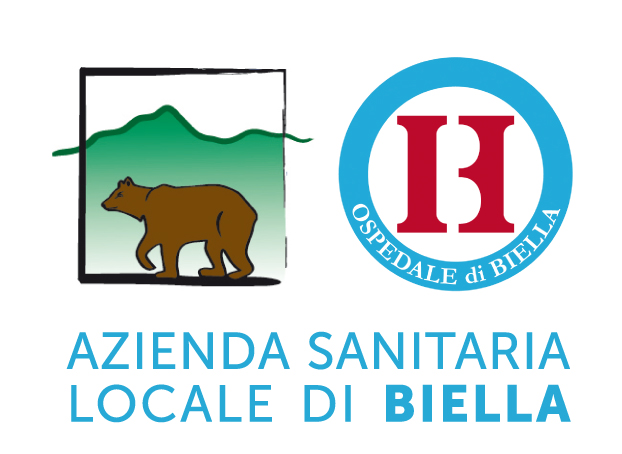 OSPEDALE di BIELLA
AZIENDA SANITARIA
LOCALE DI BIELLA